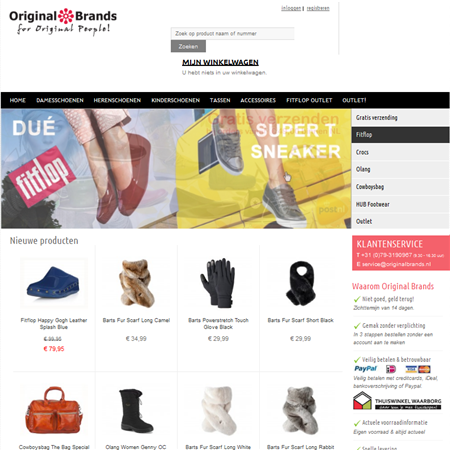 Original Brands
for Original People!
inloggen | registreren
Zoek op product naam of nummer
Zoeken
MIJN WINKELWAGEN
U hebt niets in uw winkelwagen.
HOME DAMESSCHOENEN HERENSCHOENEN KINDERSCHOENEN TASSEN ACCESSOIRES FITFLOP OUTLET OUTLET!
DUÉ
fitflop
Gratis verzenden
SUPER T
SNEAKER
Gratis verzending
Fitflop
Crocs
Olang
Cowboysbag
HUB Footwear
Outlet
KLANTENSERVICE
T +31 (0)79-3190967
E service@originalbrands.nl
Nieuwe producten
Fitflop Happy Gogh Leather
Splash Blue
€ 99,95
€ 79,95
Barts Fur Scarf Long Camel
€ 34,99
Barts Powerstretch Touch
Glove Black
€ 29,99
Barts Fur Scarf Short Black
€ 29,99
Cowboysbag The Bag Special
Olang Women Genny OC
Barts Fur Scarf Long White
Barts Fur Scarf Long Rabbit
Waarom Original Brands
Niet goed, geld terug!
Zichttermijn van 14 dagen.
Gemak zonder verplichting
In 3 stappen bestellen zonder een
account aan te maken
Veilig betalen & betrouwbaar
PayPal VISA
Veilig betalen met creditcards, iDeal,
bankoverschrijving of Paypal.
THUISWINKEL WAARBORG
Actuele voorraadinformatie
Eigen voorraad & altijd actueel
Snelle levering